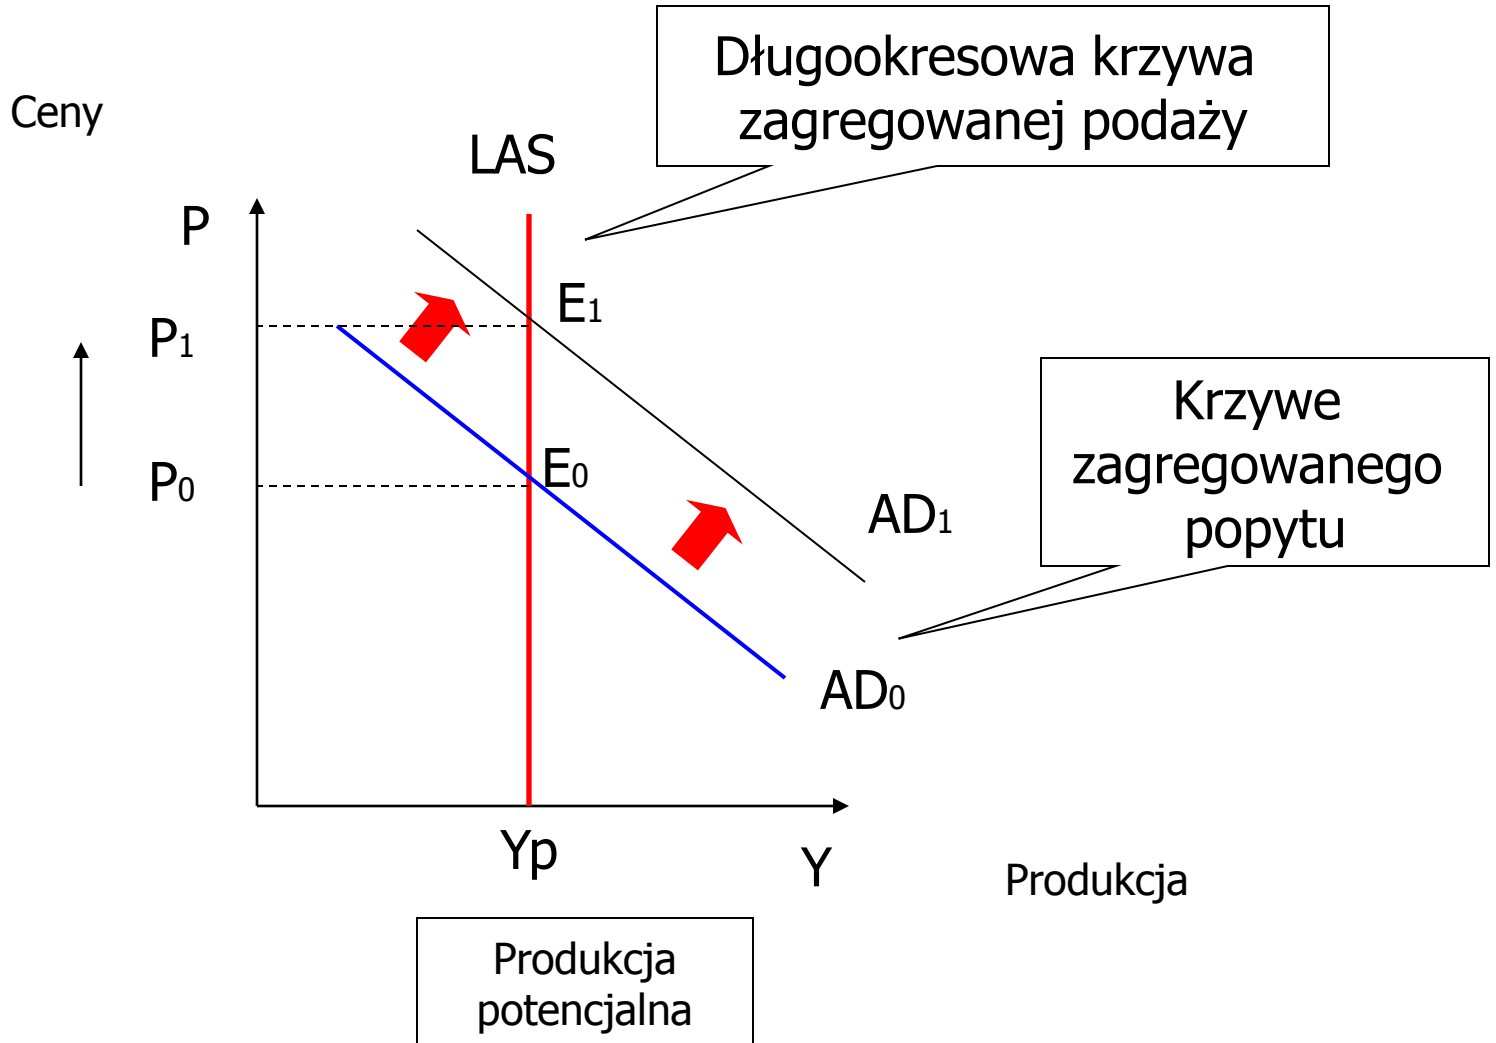 Długookresowa krzywa
zagregowanej podaży
Ceny
LAS
P
E1
P1
Krzywe
zagregowanego
popytu
P0
E0
AD1
AD0
Yp
Y
Produkcja
Produkcja
potencjalna